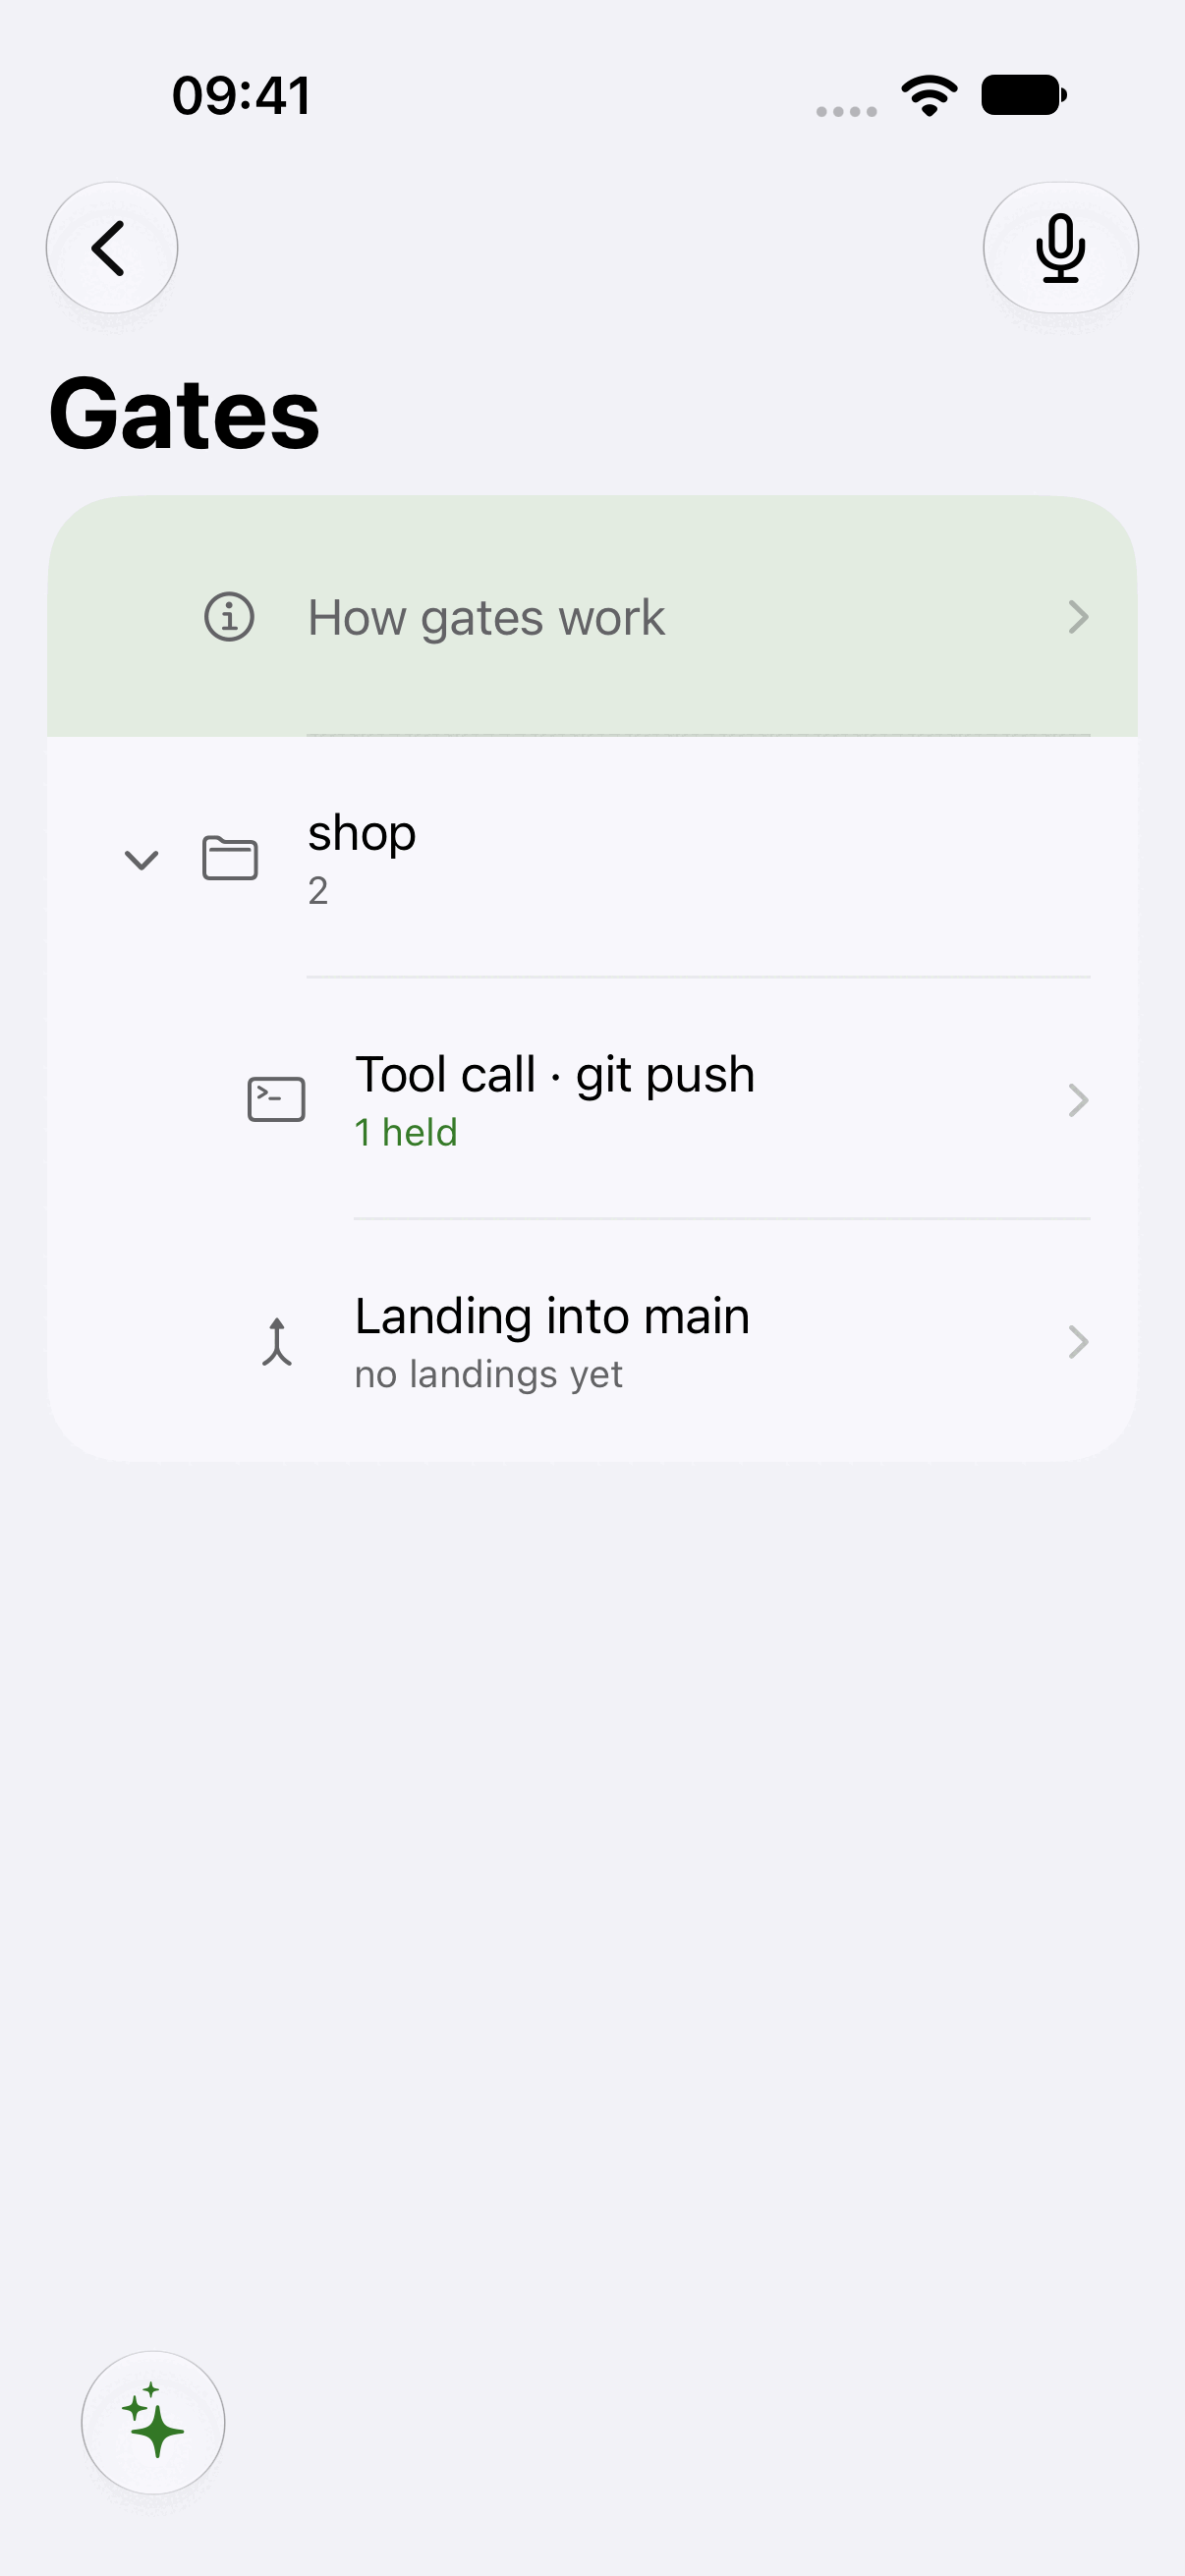 09:41
Gates
How gates work
shop
2
Tool call · git push
1 held
Landing into main
no landings yet